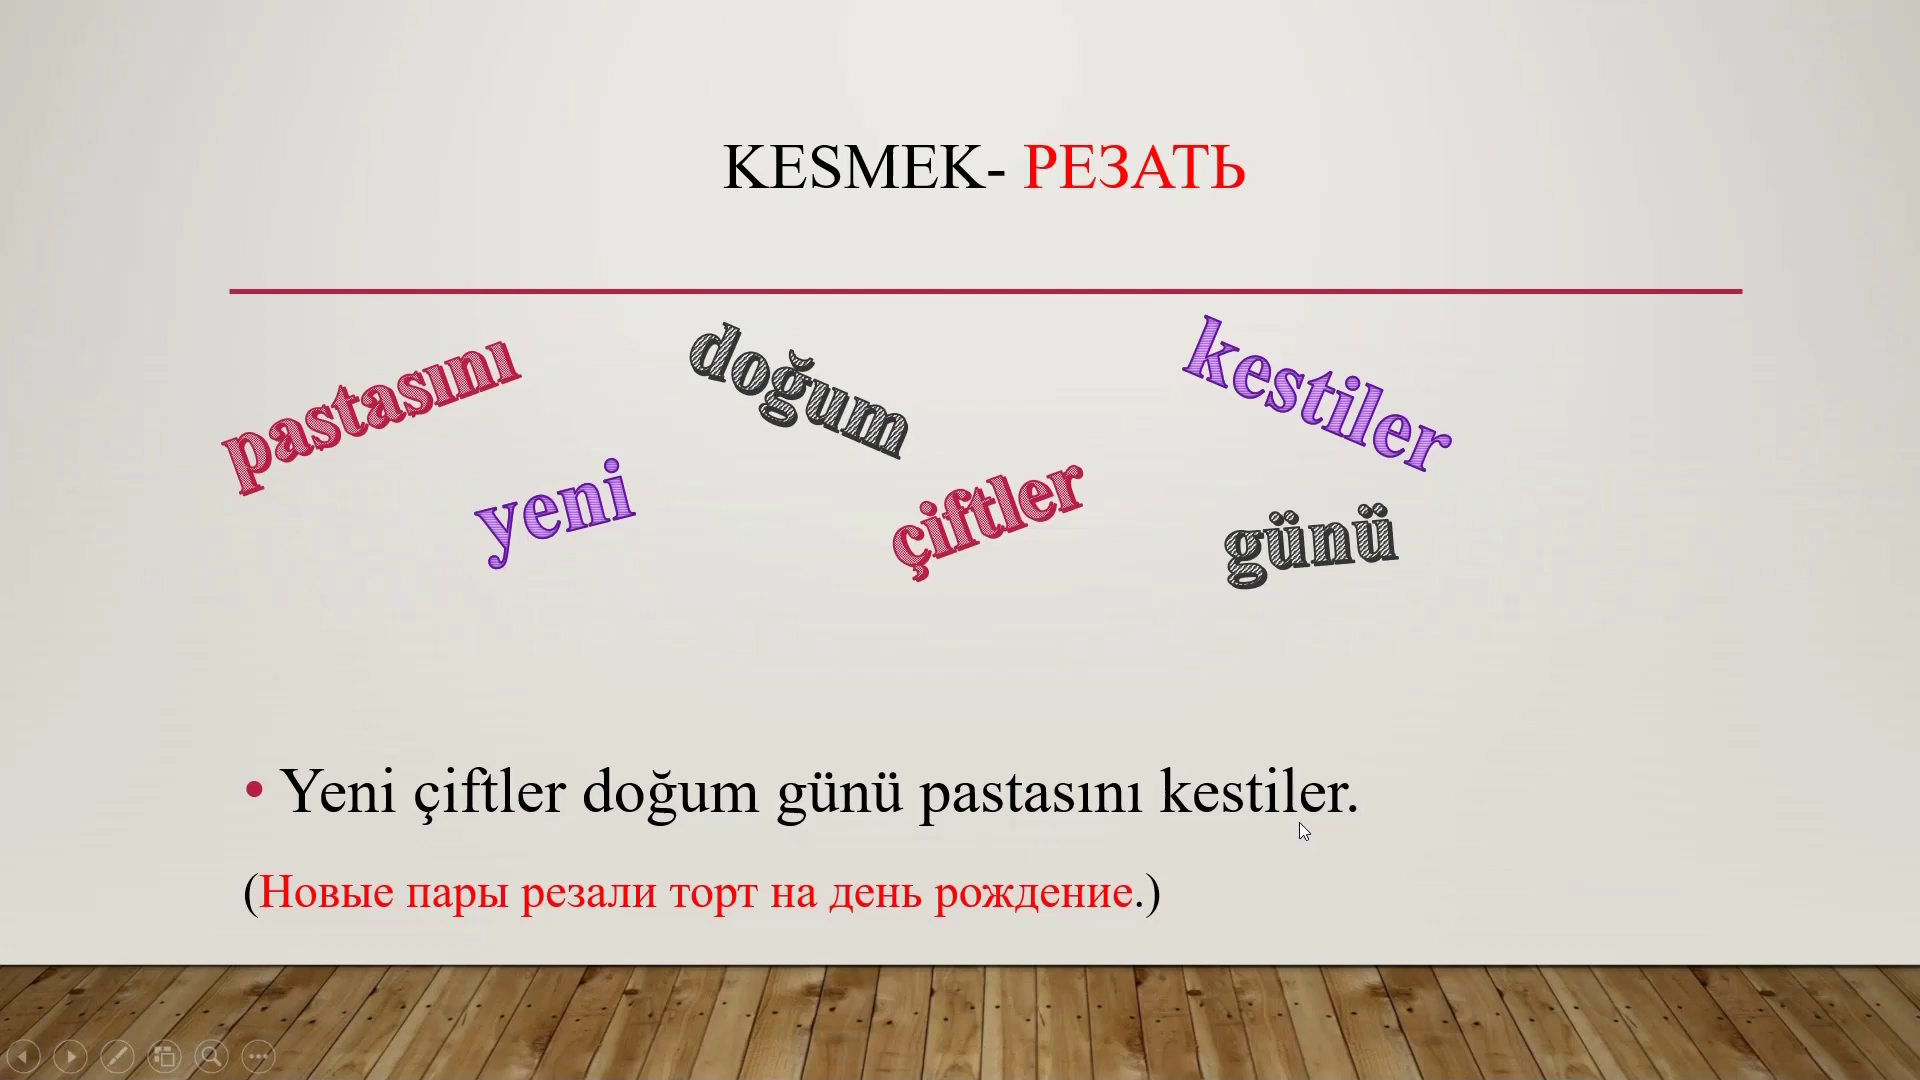 KESMEK- РЕЗАТЬ
pastasını
doğum
kestiler
yeni
çiftler
günü
• Yeni çiftler doğum günü pastasını kestiler.
(Новые пары резали торт на день рождение.)